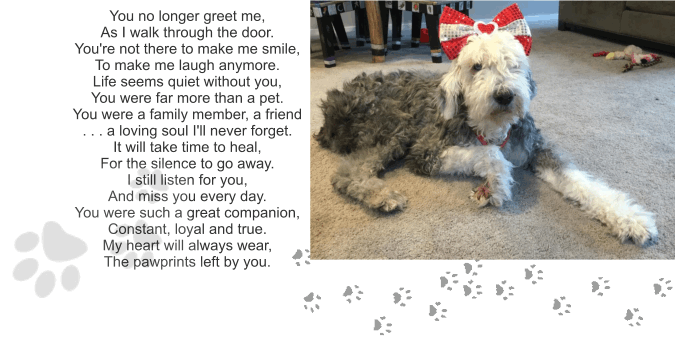 You no longer greet me,
As I walk through the door.
You're not there to make me smile,
To make me laugh anymore.
Life seems quiet without you,
You were far more than a pet.
You were a family member, a friend
. . . a loving soul I'll never forget.
It will take time to heal,
For the silence to go away.
I still listen for you,
And miss you every day.
You were such a great companion,
Constant, loyal and true.
My heart will always wear,
The pawprints left by you.